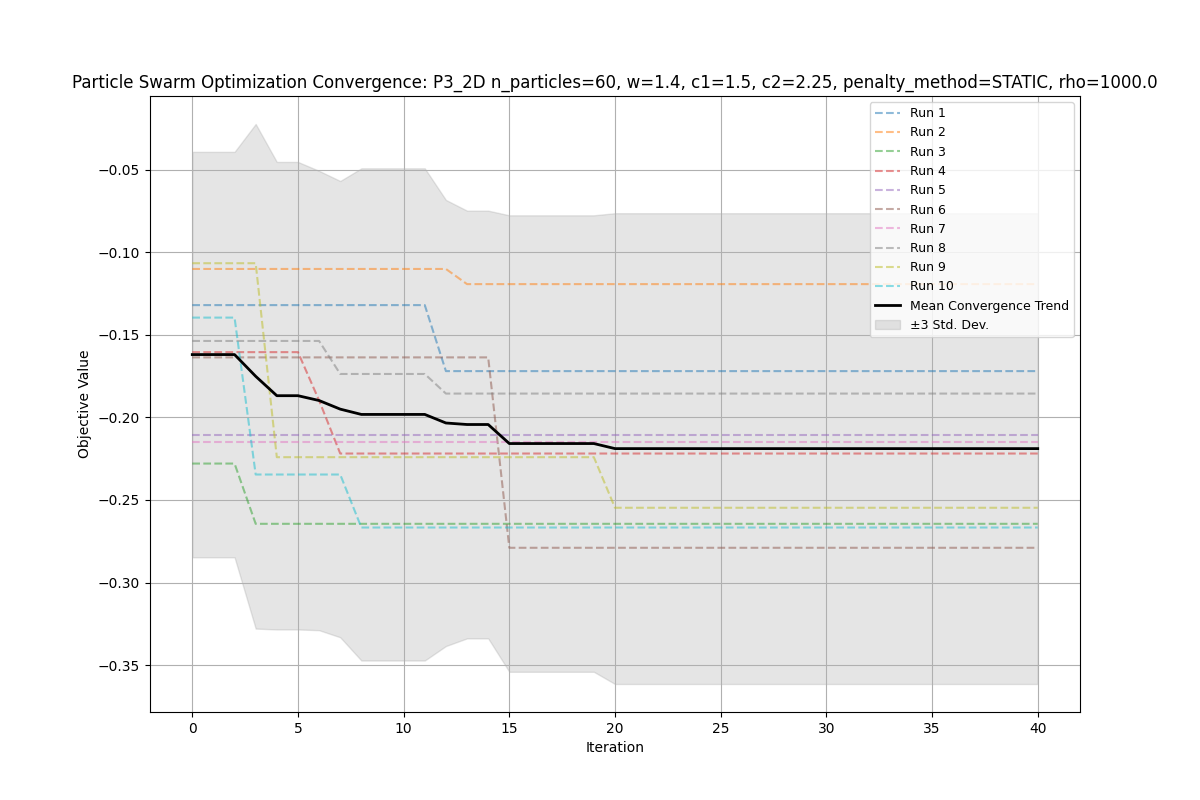 Particle Swarm Optimization Convergence: P3_2D n_particles=60, w=1.4, c1=1.5, c2=2.25, penalty_method=STATIC, rho=1000.0
Run 1
Run 2
Run 3
Run 4
Run 5
Run 6
Run 7
Run 8
Run 9
Run 10
Mean Convergence Trend
±3 Std. Dev.
Objective Value
−0.05
−0.10
−0.15
−0.20
−0.25
−0.30
−0.35
0 5 10 15 20 25 30 35 40
Iteration